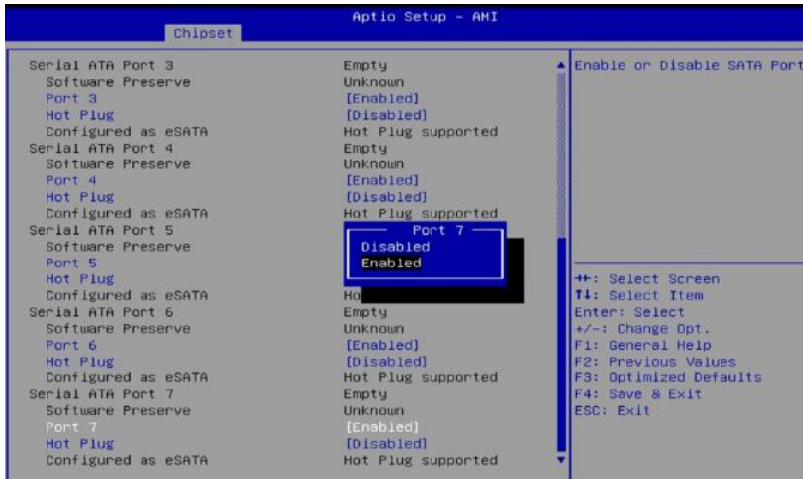 Aptio Setup – AMI
Chipset
Serial ATA Port 3 Empty
Software Preserve Unknown
Port 3 [Enabled]
Hot Plug [Disabled]
Configured as eSATA Hot Plug supported
Serial ATA Port 4 Empty
Software Preserve Unknown
Port 4 [Enabled]
Hot Plug [Disabled]
Configured as eSATA Hot Plug supported
Serial ATA Port 5
Software Preserve
Port 5
Hot Plug
Configured as eSATA Ho
Serial ATA Port 6 Empty
Software Preserve Unknown
Port 6 [Enabled]
Hot Plug [Disabled]
Configured as eSATA Hot Plug supported
Serial ATA Port 7 Empty
Software Preserve Unknown
Port 7 [Enabled]
Hot Plug [Disabled]
Configured as eSATA Hot Plug supported
Port 7
Disabled
Enabled
Enable or Disable SATA Port
→←: Select Screen
↑↓: Select Item
Enter: Select
+/-: Change Opt.
F1: General Help
F2: Previous Values
F3: Optimized Defaults
F4: Save & Exit
ESC: Exit